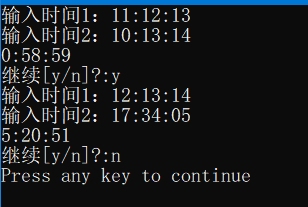 输入时间1：11:12:13
输入时间2：10:13:14
0:58:59
继续[y/n]?:y
输入时间1：12:13:14
输入时间2：17:34:05
5:20:51
继续[y/n]?:n
Press any key to continue